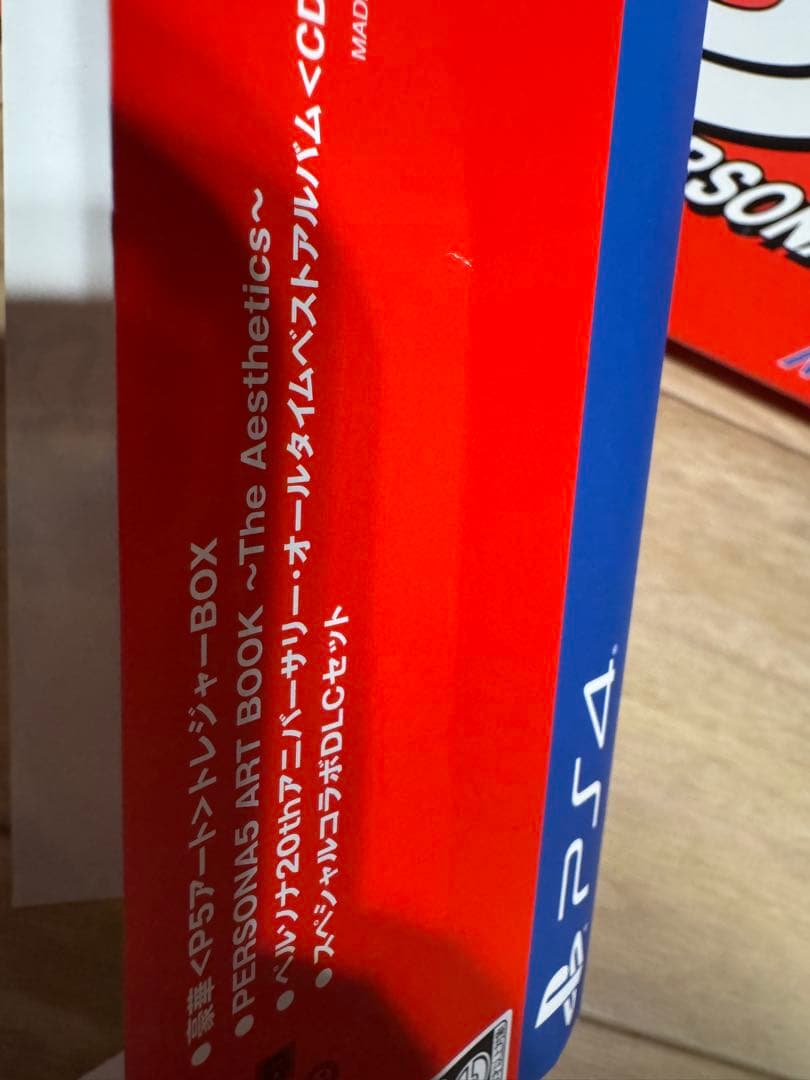 ●豪華<P5アート>トレジャーBOX
●PERSONA5 ART BOOK ~The Aesthetics~
●ペルソナ20thアニバーサリー・オールタイムベストアルバム<CD
●スペシャルコラボDLCセット
MAD
PS4
RSON